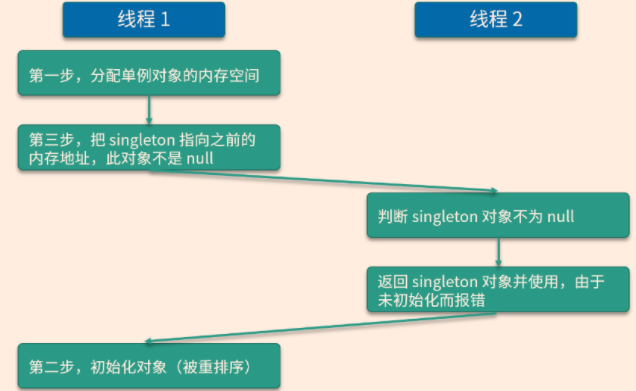 线程 1
线程 2
第一步，分配单例对象的内存空间
第三步，把 singleton 指向之前的
内存地址，此对象不是 null
判断 singleton 对象不为 null
返回 singleton 对象并使用，由于
未初始化而报错
第二步，初始化对象（被重排序）